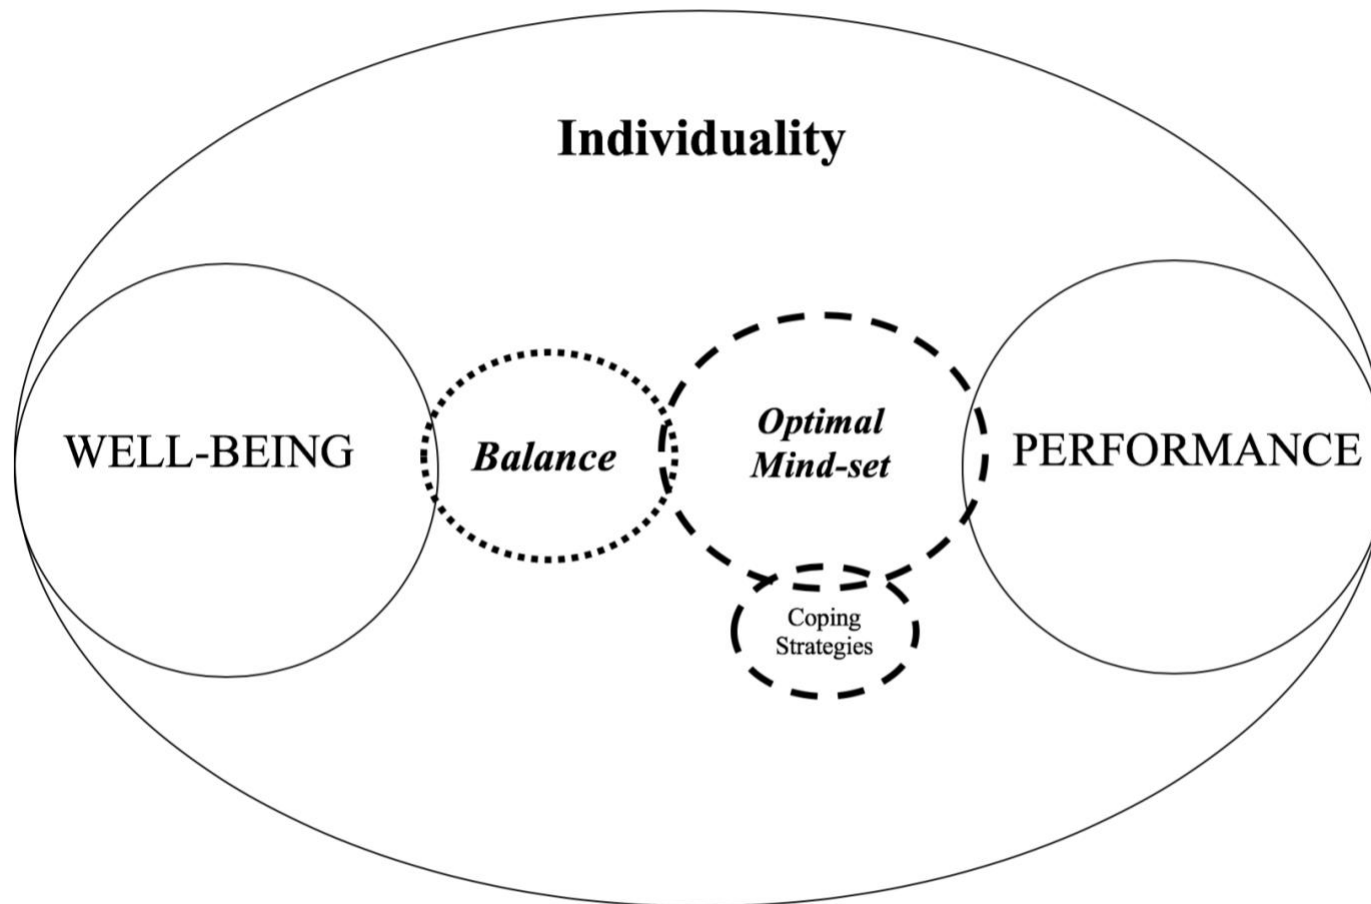 Individuality
WELL-BEING
Balance
Optimal
Mind-set
PERFORMANCE
Coping
Strategies